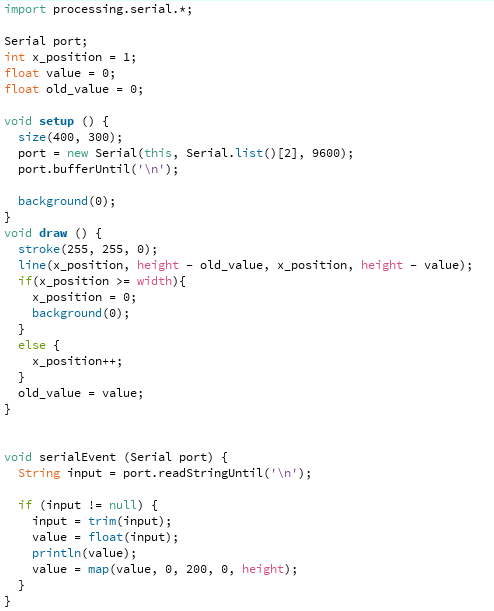 import processing.serial.*;

Serial port;
int x_position = 1;
float value = 0;
float old_value = 0;

void setup () {
  size(400, 300);
  port = new Serial(this, Serial.list()[2], 9600);
  port.bufferUntil('\n');

  background(0);
}
void draw () {
  stroke(255, 255, 0);
  line(x_position, height - old_value, x_position, height - value);
  if(x_position >= width){
    x_position = 0;
    background(0);
  }
  else {
    x_position++;
  }
  old_value = value;
}


void serialEvent (Serial port) {
  String input = port.readStringUntil('\n');

  if (input != null) {
    input = trim(input);
    value = float(input);
    println(value);
    value = map(value, 0, 200, 0, height);
  }
}